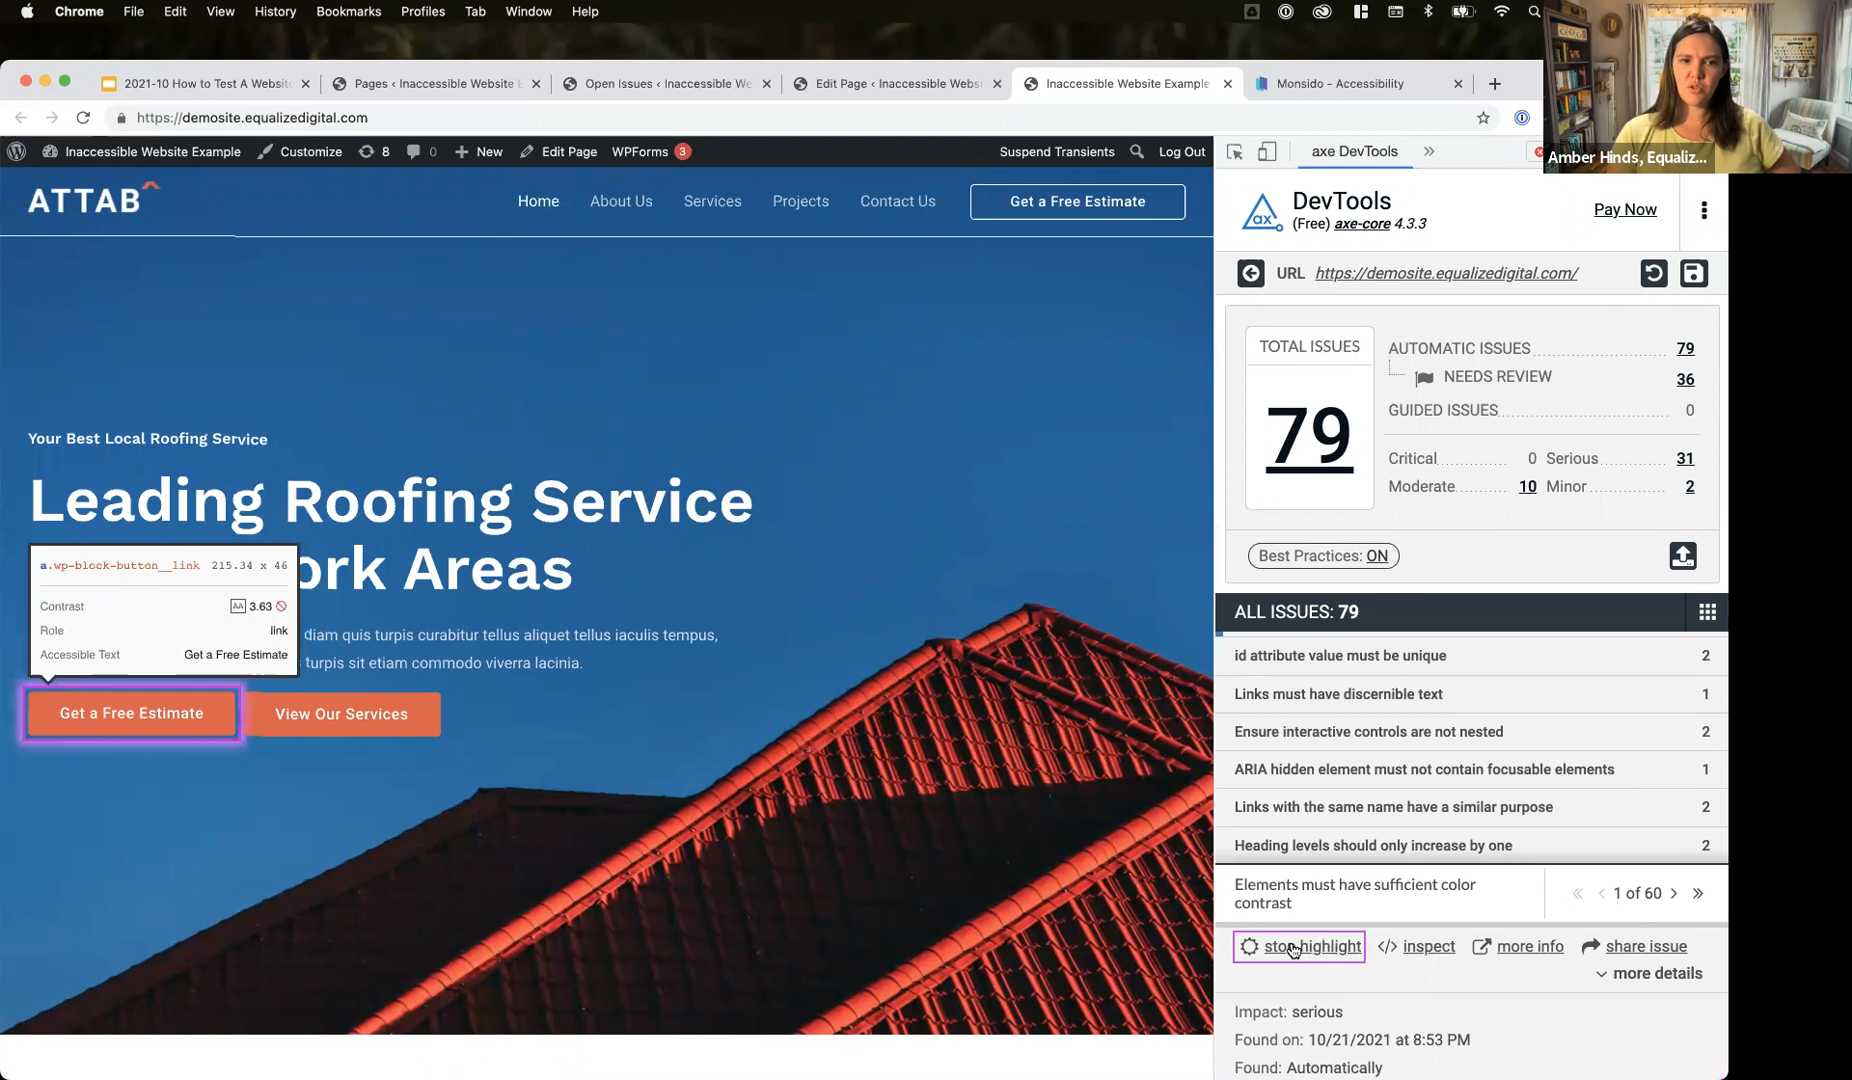 Chrome File Edit View History Bookmarks Profiles Tab Window Help
2021-10 How to Test A Websit
Pages ‹ Inaccessible Website E
Open Issues ‹ Inaccessible We
Edit Page ‹ Inaccessible Websi
Inaccessible Website Example
Monsido - Accessibility
https://demosite.equalizedigital.com
Inaccessible Website Example Customize 8 0 New Edit Page WPForms 3 Suspend Transients Log Out
axe DevTools
Amber Hinds, Equaliz...
ATTAB
Home About Us Services Projects Contact Us Get a Free Estimate
Your Best Local Roofing Service
Leading Roofing Service
ork Areas
diam quis turpis curabitur tellus aliquet tellus iaculis tempus,
turpis sit etiam commodo viverra lacinia.
a.wp-block-button__link 215.34 x 46
Contrast AA 3.63
Role link
Accessible Text Get a Free Estimate
Get a Free Estimate
View Our Services
ax
DevTools
(Free) axe-core 4.3.3
Pay Now
URL https://demosite.equalizedigital.com/
TOTAL ISSUES
79
AUTOMATIC ISSUES 79
NEEDS REVIEW 36
GUIDED ISSUES 0
Critical 0 Serious 31
Moderate 10 Minor 2
Best Practices: ON
ALL ISSUES: 79
id attribute value must be unique 2
Links must have discernible text 1
Ensure interactive controls are not nested 2
ARIA hidden element must not contain focusable elements 1
Links with the same name have a similar purpose 2
Heading levels should only increase by one 2
Elements must have sufficient color
contrast
1 of 60
stop highlight inspect more info share issue
more details
Impact: serious
Found on: 10/21/2021 at 8:53 PM
Found: Automatically